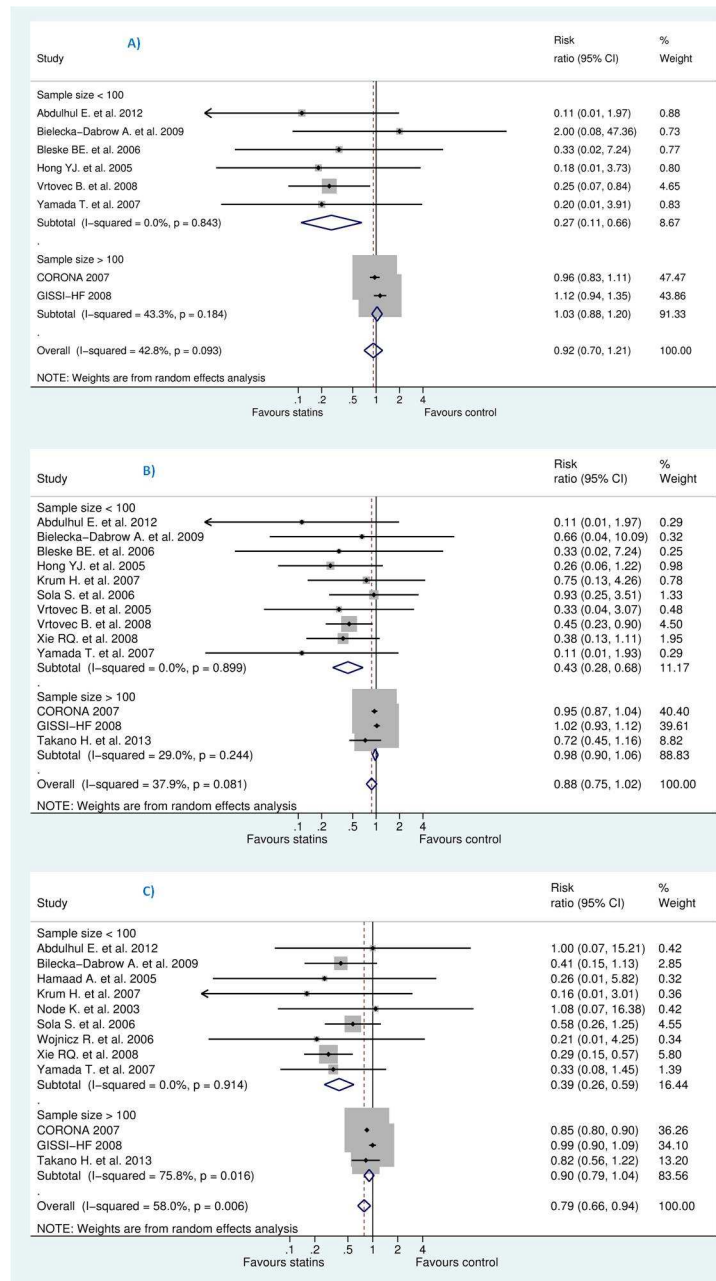 A)
Risk %
Study ratio (95% CI) Weight
Sample size < 100
Abdulhul E. et al. 2012 0.11 (0.01, 1.97) 0.88
Bielecka−Dabrow A. et al. 2009 2.00 (0.08, 47.36) 0.73
Bleske BE. et al. 2006 0.33 (0.02, 7.24) 0.77
Hong YJ. et al. 2005 0.18 (0.01, 3.73) 0.80
Vrtovec B. et al. 2008 0.25 (0.07, 0.84) 4.65
Yamada T. et al. 2007 0.20 (0.01, 3.91) 0.83
Subtotal (I−squared = 0.0%, p = 0.843) 0.27 (0.11, 0.66) 8.67
.
Sample size > 100
CORONA 2007 0.96 (0.83, 1.11) 47.47
GISSI−HF 2008 1.12 (0.94, 1.35) 43.86
Subtotal (I−squared = 43.3%, p = 0.184) 1.03 (0.88, 1.20) 91.33
.
Overall (I−squared = 42.8%, p = 0.093) 0.92 (0.70, 1.21) 100.00
NOTE: Weights are from random effects analysis
.1 .2 .5 1 2 4
Favours statins Favours control
B)
Risk %
Study ratio (95% CI) Weight
Sample size < 100
Abdulhul E. et al. 2012 0.11 (0.01, 1.97) 0.29
Bielecka−Dabrow A. et al. 2009 0.66 (0.04, 10.09) 0.32
Bleske BE. et al. 2006 0.33 (0.02, 7.24) 0.25
Hong YJ. et al. 2005 0.26 (0.06, 1.22) 0.98
Krum H. et al. 2007 0.75 (0.13, 4.26) 0.78
Sola S. et al. 2006 0.93 (0.25, 3.51) 1.33
Vrtovec B. et al. 2005 0.33 (0.04, 3.07) 0.48
Vrtovec B. et al. 2008 0.45 (0.23, 0.90) 4.50
Xie RQ. et al. 2008 0.38 (0.13, 1.11) 1.95
Yamada T. et al. 2007 0.11 (0.01, 1.93) 0.29
Subtotal (I−squared = 0.0%, p = 0.899) 0.43 (0.28, 0.68) 11.17
.
Sample size > 100
CORONA 2007 0.95 (0.87, 1.04) 40.40
GISSI−HF 2008 1.02 (0.93, 1.12) 39.61
Takano H. et al. 2013 0.72 (0.45, 1.16) 8.82
Subtotal (I−squared = 29.0%, p = 0.244) 0.98 (0.90, 1.06) 88.83
.
Overall (I−squared = 37.9%, p = 0.081) 0.88 (0.75, 1.02) 100.00
NOTE: Weights are from random effects analysis
.1 .2 .5 1 2 4
Favours statins Favours control
C)
Risk %
Study ratio (95% CI) Weight
Sample size < 100
Abdulhul E. et al. 2012 1.00 (0.07, 15.21) 0.42
Bilecka−Dabrow A. et al. 2009 0.41 (0.15, 1.13) 2.85
Hamaad A. et al. 2005 0.26 (0.01, 5.82) 0.32
Krum H. et al. 2007 0.16 (0.01, 3.01) 0.36
Node K. et al. 2003 1.08 (0.07, 16.38) 0.42
Sola S. et al. 2006 0.58 (0.26, 1.25) 4.55
Wojnicz R. et al. 2006 0.21 (0.01, 4.25) 0.34
Xie RQ. et al. 2008 0.29 (0.15, 0.57) 5.80
Yamada T. et al. 2007 0.33 (0.08, 1.45) 1.39
Subtotal (I−squared = 0.0%, p = 0.914) 0.39 (0.26, 0.59) 16.44
.
Sample size > 100
CORONA 2007 0.85 (0.80, 0.90) 36.26
GISSI−HF 2008 0.99 (0.90, 1.09) 34.10
Takano H. et al. 2013 0.82 (0.56, 1.22) 13.20
Subtotal (I−squared = 75.8%, p = 0.016) 0.90 (0.79, 1.04) 83.56
.
Overall (I−squared = 58.0%, p = 0.006) 0.79 (0.66, 0.94) 100.00
NOTE: Weights are from random effects analysis
.1 .2 .5 1 2 4
Favours statins Favours control